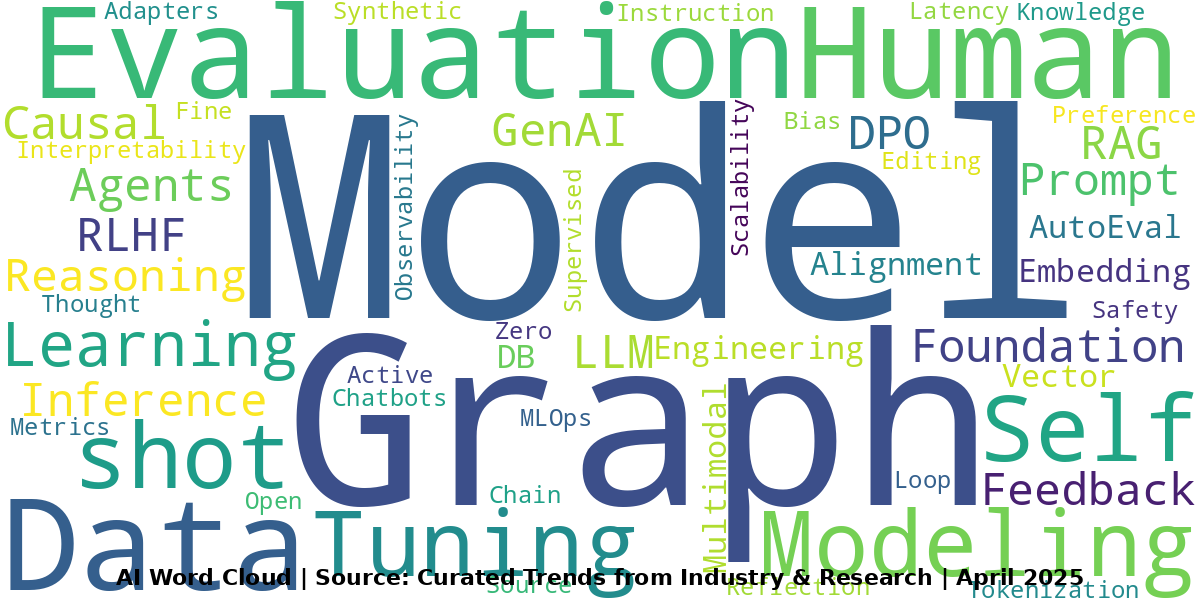 Adapters
Synthetic
Instruction
Latency
Knowledge
Evaluation
Human
Causal
Fine
Interpretability
Agents
RLHF
Reasoning
Thought
Model
Observability
GenAI
Supervised
Scalability
Bias
DPO
Editing
Preference
RAG
Prompt
AutoEval
Alignment
Embedding
Safety
Learning
Zero
DB
LLM
Engineering
Foundation
Vector
Inference
Active
Chatbots
Metrics
MLOps
Graph
shot
Multimodal
Self
Loop
Feedback
Open
Chain
Data
Tuning
Modeling
AI Word Cloud | Source: Curated Trends from Industry & Research | April 2025
Source
Reflection
Tokenization